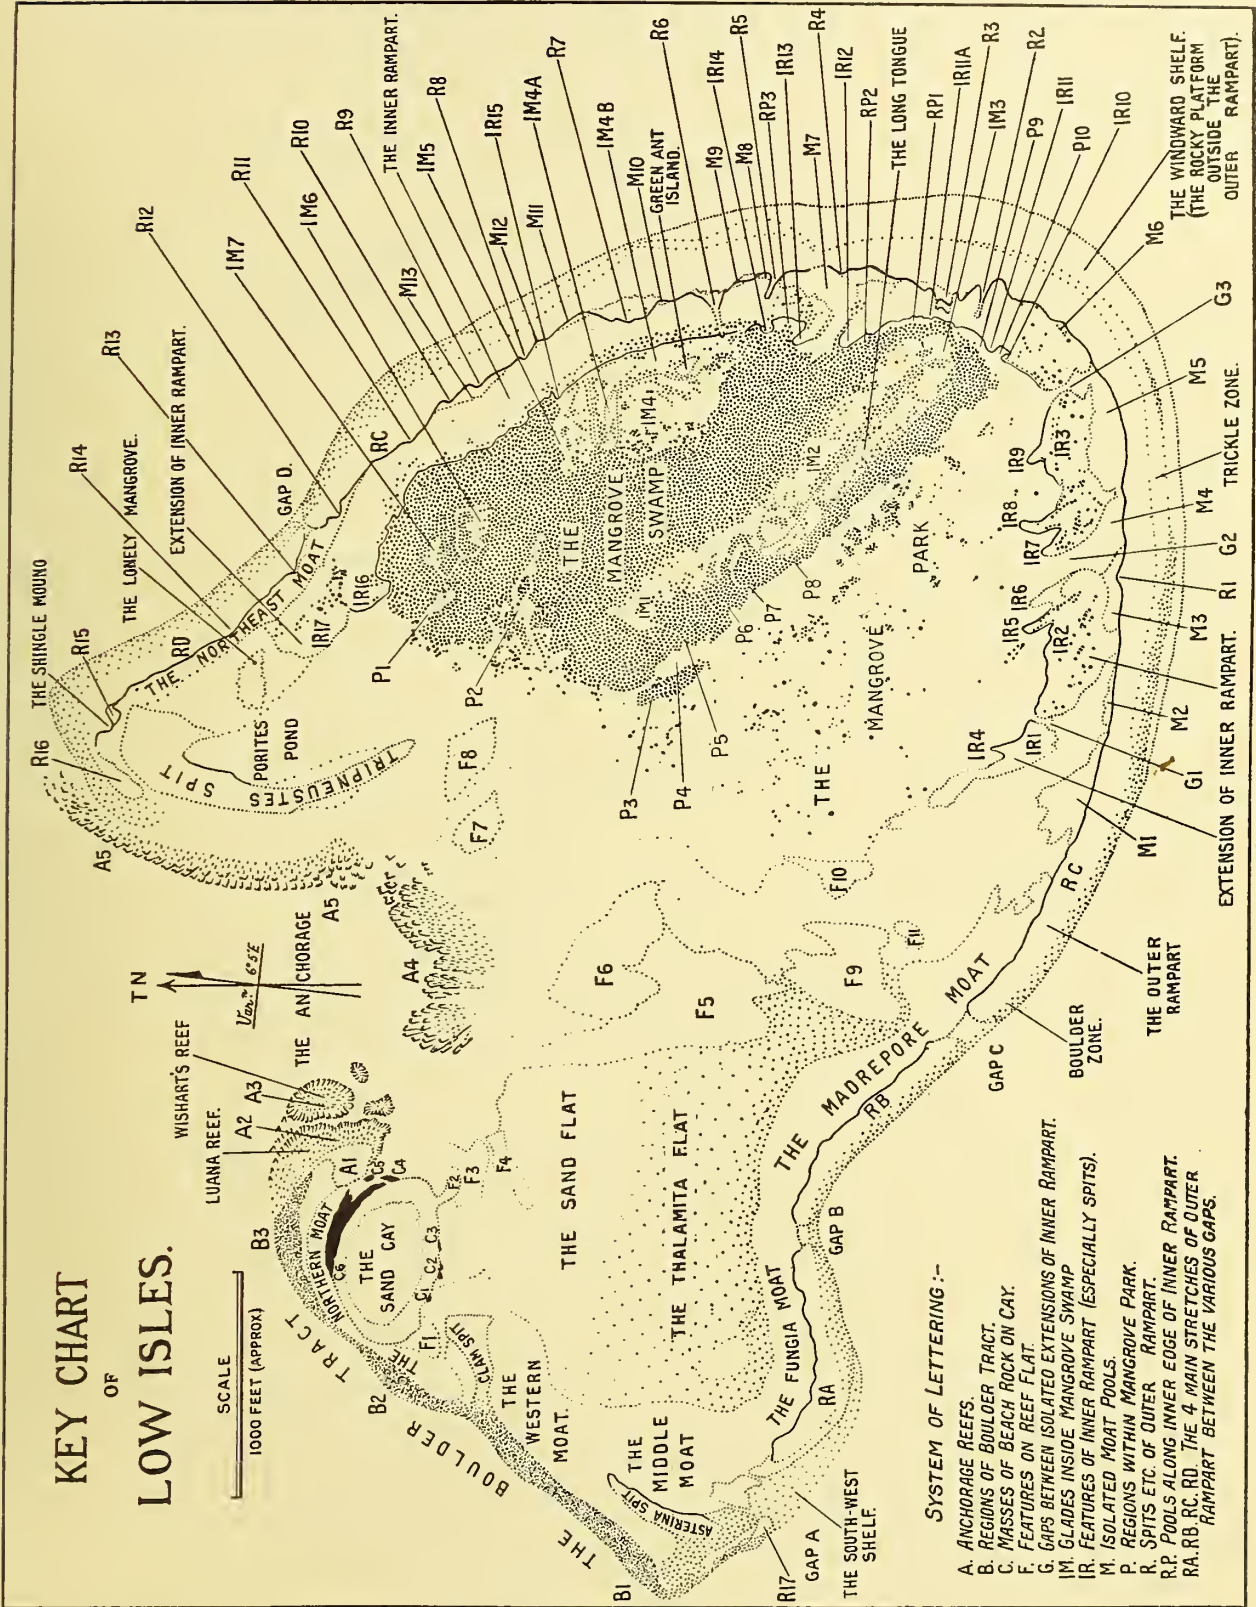 KEY CHART
OF
LOW ISLES.
SCALE
1000 FEET (APPROX)
TN
Varn. 6°5'E
WISHART'S REEF
LUANA REEF.
A2
A3
THE ANCHORAGE
A1
C5
C4
B3
NORTHERN MOAT
C6
THE
SAND CAY
C1
C2
C3
F1
F2
F3
F4
THE
BOULDER
TRACT
B2
THE
CLAM SPIT
THE
WESTERN
MOAT.
THE
MIDDLE
MOAT
ASTERINA SPIT
B1
R17
GAP A
THE SOUTH-WEST
SHELF.
THE SAND FLAT
THE THALAMITA FLAT
THE FUNGIA MOAT
RA
GAP B
THE MADREPORE MOAT
RB
GAP C
BOULDER
ZONE.
THE OUTER
RAMPART
RC
A4
A5
A5
F5
F6
F7
F8
F9
F10
F11
THE SHINGLE MOUND
R16
R15
TRIPNEUSTES SPIT
PORITES
POND
RD
THE NORTHEAST MOAT
THE LONELY MANGROVE.
R14
EXTENSION OF INNER RAMPART.
R13
GAP D.
IR17
IR16
R12
IM7
R11
IM6
R10
M13
R9
THE INNER RAMPART.
IM5
R8
M12
IR15
M11
IM4A
R7
IM4B
M10
GREEN ANT
ISLAND.
R6
M9
IR14
M8
R5
RP3
IR13
M7
R4
IR12
RP2
THE LONG TONGUE
RP1
IR11A
R3
IM3
R2
P9
IR11
P10
IR10
THE WINDWARD SHELF.
(THE ROCKY PLATFORM
OUTSIDE THE
OUTER RAMPART).
M6
G3
M5
TRICKLE ZONE.
M4
G2
R1
M3
EXTENSION OF INNER RAMPART.
M2
G1
EXTENSION OF INNER RAMPART.
M1
RC
THE
MANGROVE
SWAMP
IM1
IM2
IM4
P1
P2
P3
P4
P5
P6
P7
P8
THE
MANGROVE
PARK
IR1
IR2
IR3
IR4
IR5
IR6
IR7
IR8
IR9
SYSTEM OF LETTERING:-
A. ANCHORAGE REEFS.
B. REGIONS OF BOULDER TRACT.
C. MASSES OF BEACH ROCK ON CAY.
F. FEATURES ON REEF FLAT.
G. GAPS BETWEEN ISOLATED EXTENSIONS OF INNER RAMPART.
IM. GLADES INSIDE MANGROVE SWAMP
IR. FEATURES OF INNER RAMPART (ESPECIALLY SPITS).
M. ISOLATED MOAT POOLS.
P. REGIONS WITHIN MANGROVE PARK.
R. SPITS ETC. OF OUTER RAMPART.
R.P. POOLS ALONG INNER EDGE OF INNER RAMPART.
RA. RB. RC. RD. THE 4 MAIN STRETCHES OF OUTER
RAMPART BETWEEN THE VARIOUS GAPS.